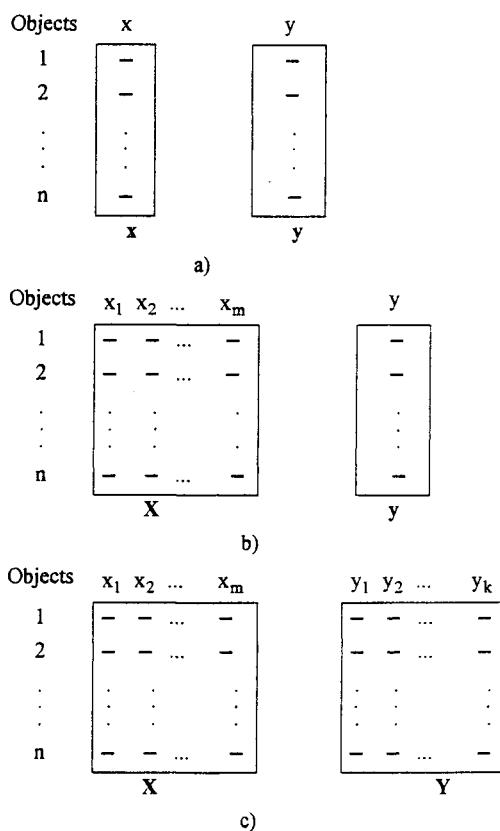 Objects x y
1
2
.
.
.
n
x y
a)
Objects x₁ x₂ ... xₘ y
1 ...
2 ...
.
.
.
n ...
X y
b)
Objects x₁ x₂ ... xₘ y₁ y₂ ... yₖ
1 ... ...
2 ... ...
.
.
.
n ... ...
X Y
c)